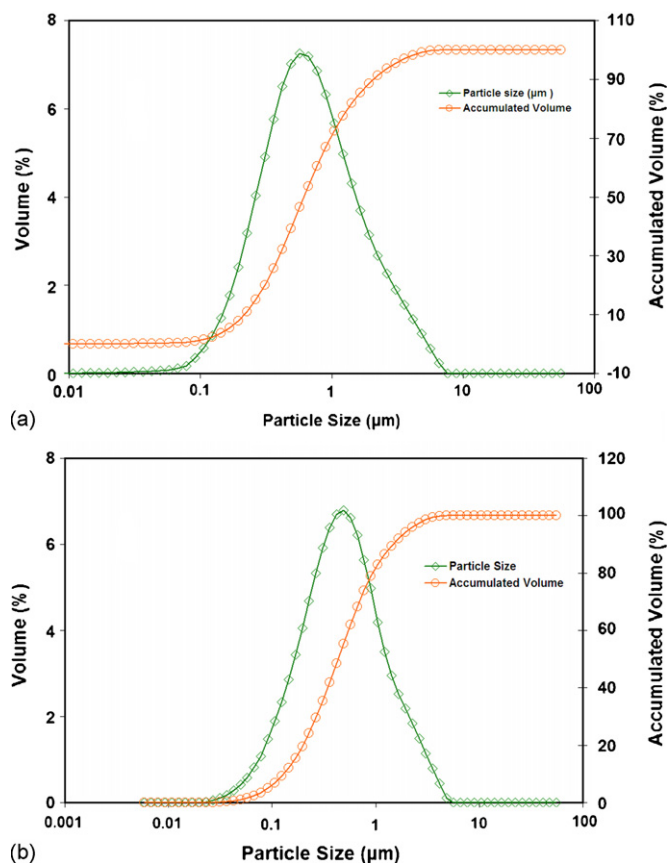 8
6
4
2
0
Volume (%)
110
90
70
50
30
10
-10
Accumulated Volume (%)
Particle size (µm )
Accumulated Volume
0.01 0.1 1 10 100
Particle Size (µm)
(a)
8
6
4
2
0
Volume (%)
120
100
80
60
40
20
0
Accumulated Volume (%)
Particle Size
Accumulated Volume
0.001 0.01 0.1 1 10 100
Particle Size (µm)
(b)